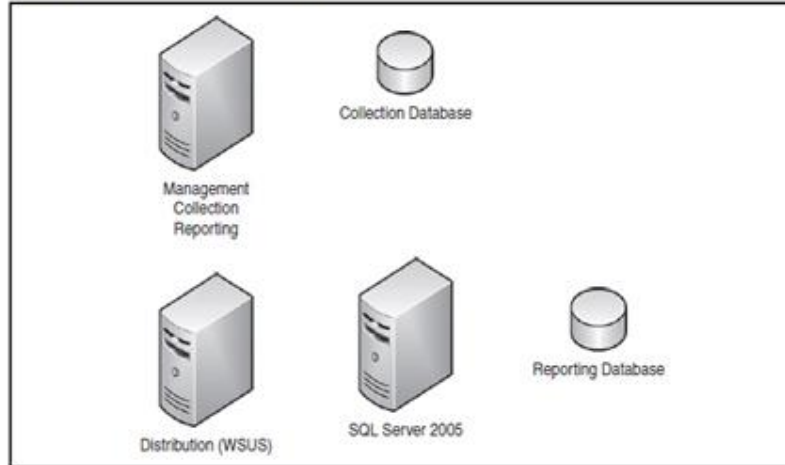 Collection Database
Management
Collection
Reporting
Distribution (WSUS)
SQL Server 2005
Reporting Database